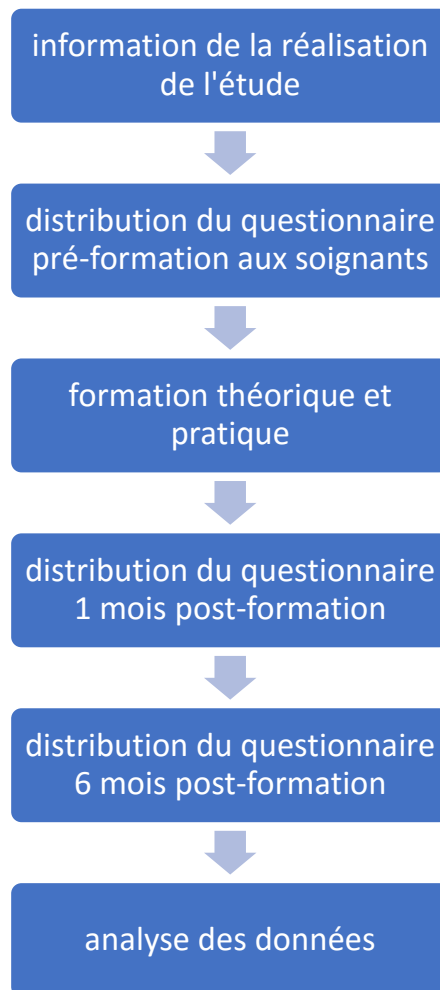 information de la réalisation
de l'étude
distribution du questionnaire
pré-formation aux soignants
formation théorique et
pratique
distribution du questionnaire
1 mois post-formation
distribution du questionnaire
6 mois post-formation
analyse des données